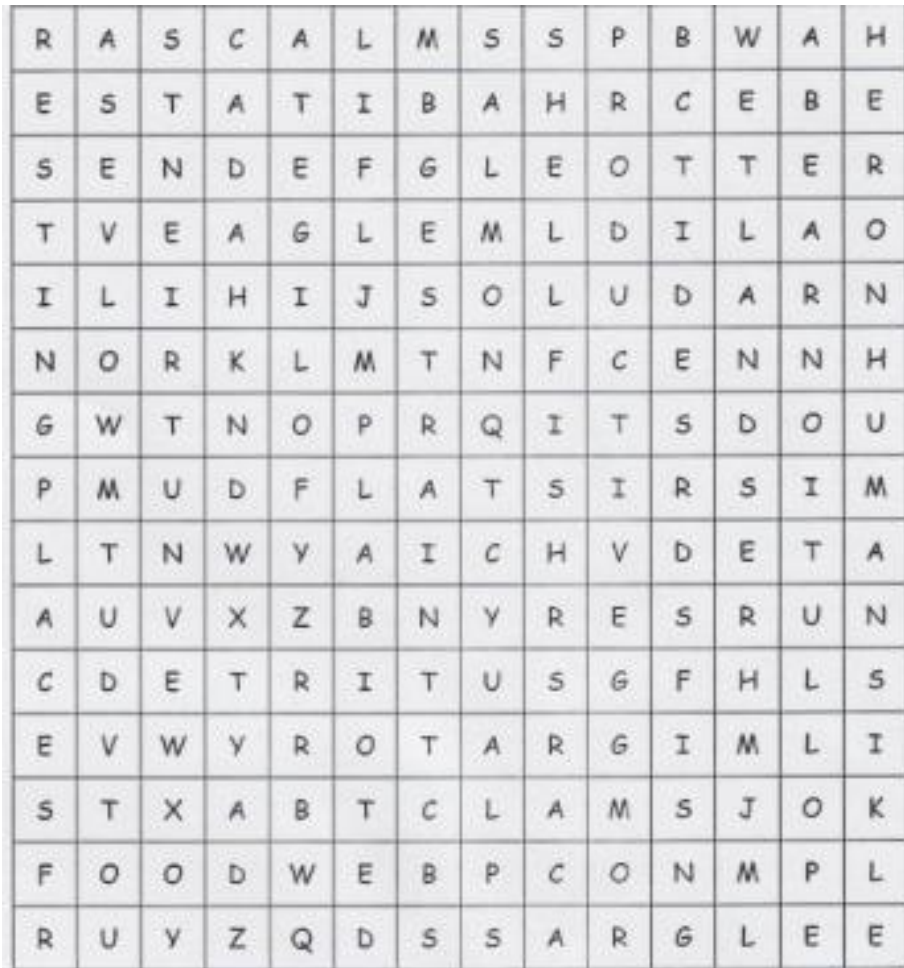 R A S C A L M S S P B W A H
E S T A T I B A H R C E B E
S E N D E F G L E O T T E R
T V E A G L E M L D I L A O
I L I H I J S O L U D A R N
N O R K L M T N F C E N N H
G W T N O P R Q I T S D O U
P M U D F L A T S I R S I M
L T N W Y A I C H V D E T A
A U V X Z B N Y R E S R U N
C D E T R I T U S G F H L S
E V W Y R O T A R G I M L I
S T X A B T C L A M S J O K
F O O D W E B P C O N M P L
R U Y Z Q D S S A R G L E E